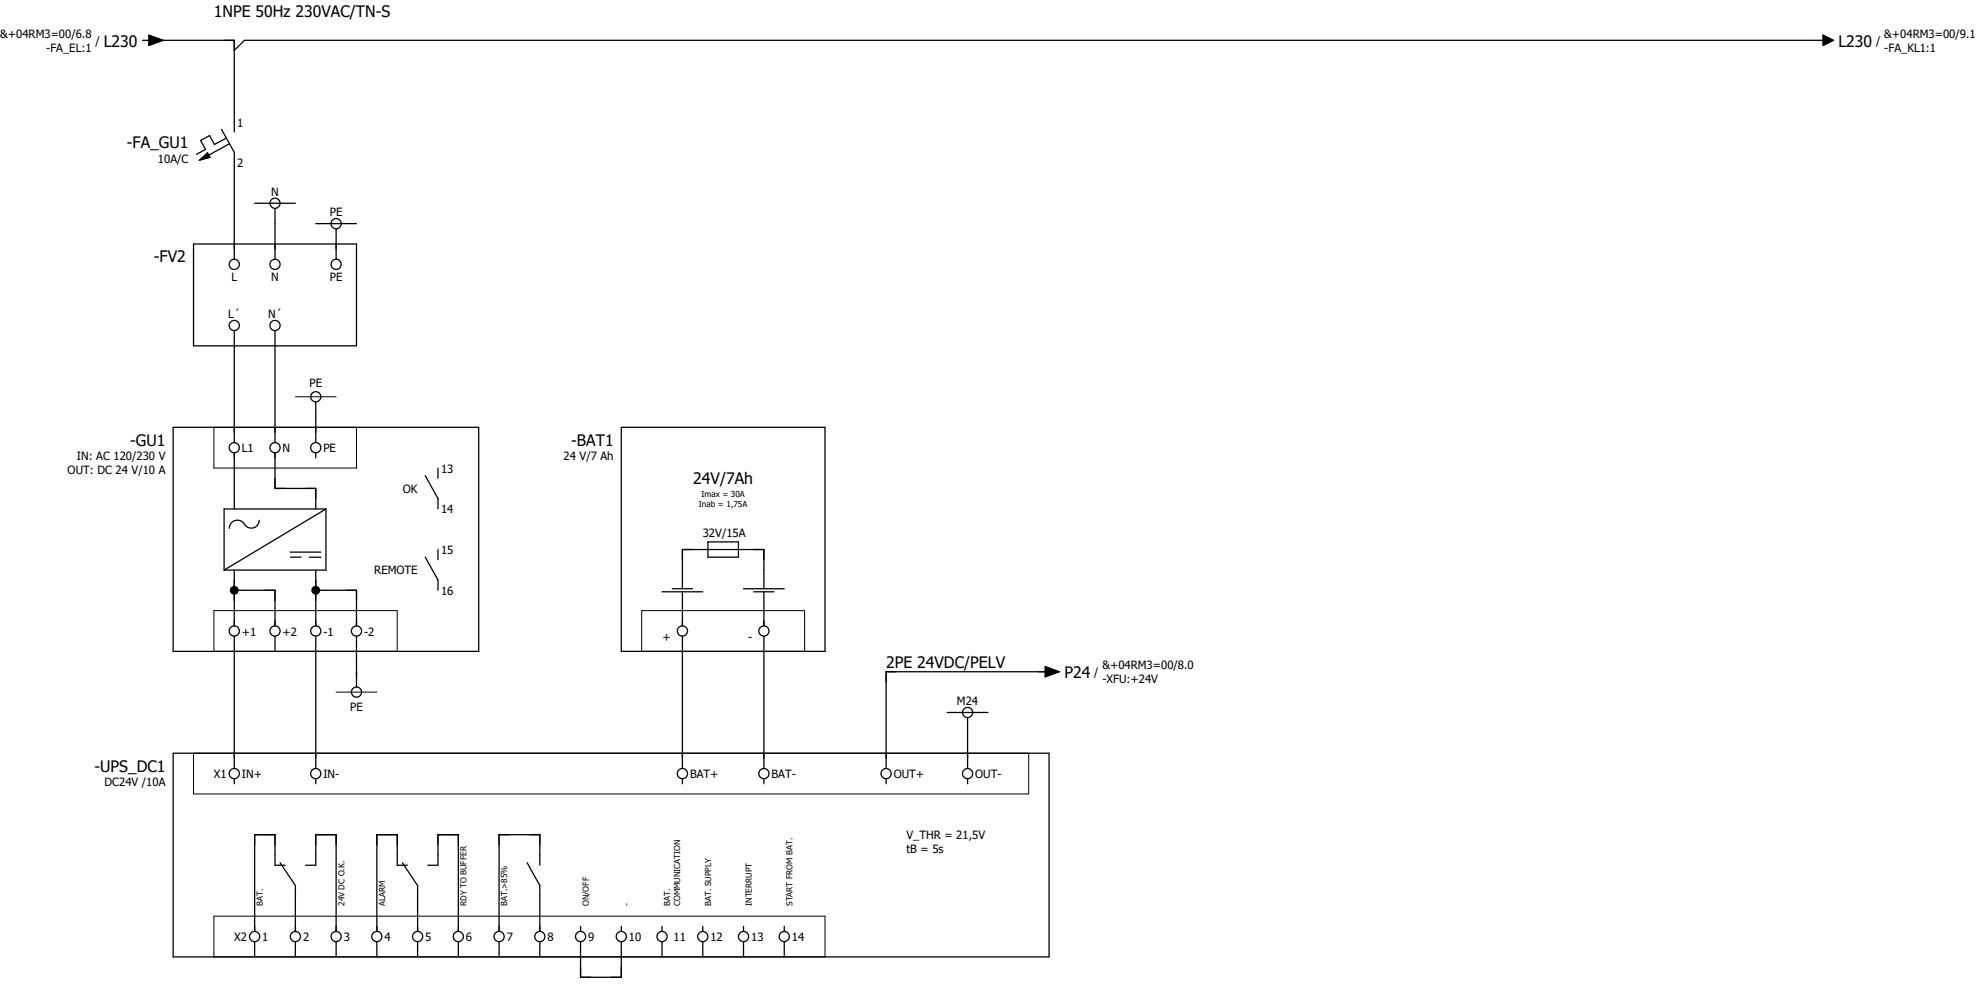 1NPE 50Hz 230VAC/TN-S
&+04RM3=00/6.8
-FA_EL:1
/ L230
L230 /
&+04RM3=00/9.1
-FA_KL1:1
1
-FA_GU1
10A/C
2
N
PE
-FV2
L
N
PE
L´
N´
PE
-GU1
IN: AC 120/230 V
OUT: DC 24 V/10 A
L1
N
PE
13
OK
14
15
REMOTE
16
+1
+2
-1
-2
PE
-BAT1
24 V/7 Ah
24V/7Ah
Imax = 30A
Inab = 1,75A
32V/15A
+
-
2PE 24VDC/PELV
P24 /
&+04RM3=00/8.0
-XFU:+24V
M24
-UPS_DC1
DC24V /10A
X1
IN+
IN-
BAT+
BAT-
OUT+
OUT-
V_THR = 21,5V
tB = 5s
BAT.
24V DC O.K.
ALARM
RDY TO BUFFER
BAT.>85%
ON/OFF
-
BAT.
COMMUNICATION
BAT. SUPPLY
INTERRUPT
START FROM BAT.
X2
1
2
3
4
5
6
7
8
9
10
11
12
13
14